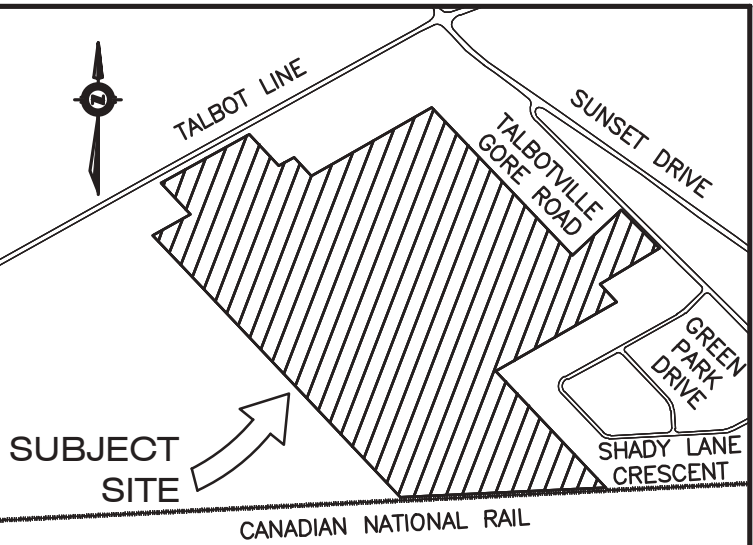 TALBOT LINE
SUNSET DRIVE
TALBOTVILLE
GORE ROAD
N
GREEN
PARK
DRIVE
SUBJECT
SITE
SHADY LANE
CRESCENT
CANADIAN NATIONAL RAIL